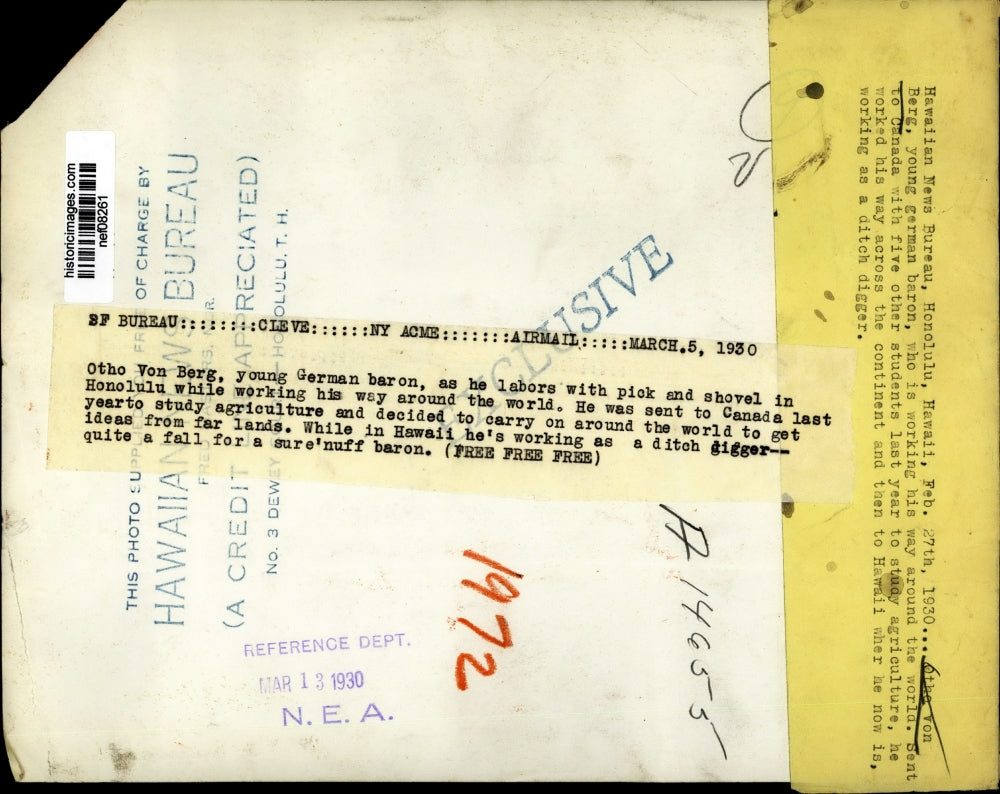 historicimages.com
nef08261
THIS PHOTO SUPPLIED FREE OF CHARGE BY
HAWAIIAN NEWS BUREAU
(A CREDIT APPRECIATED)
No. 3 DEWEY HONOLULU, T. H.
EXCLUSIVE
SF BUREAU::::::::CLEVE::::::NY ACME:::::::AIRMAIL:::::MARCH.5, 1930
Otho Von Berg, young German baron, as he labors with pick and shovel in
Honolulu while working his way around the world. He was sent to Canada last
yearto study agriculture and decided to carry on around the world to get
ideas from far lands. While in Hawaii he's working as a ditch digger--
quite a fall for a sure'nuff baron. (FREE FREE FREE)
1972
REFERENCE DEPT.
MAR 13 1930
N. E. A.
Hawaiian News Bureau, Honolulu, Hawaii, Feb. 27th, 1930... Otho Von
Berg, young german baron, who is working his way around the world. Sent
to Canada with five other students last year to study agriculture, he
worked his way across the continent and then to Hawaii wher he now is,
working as a ditch digger.